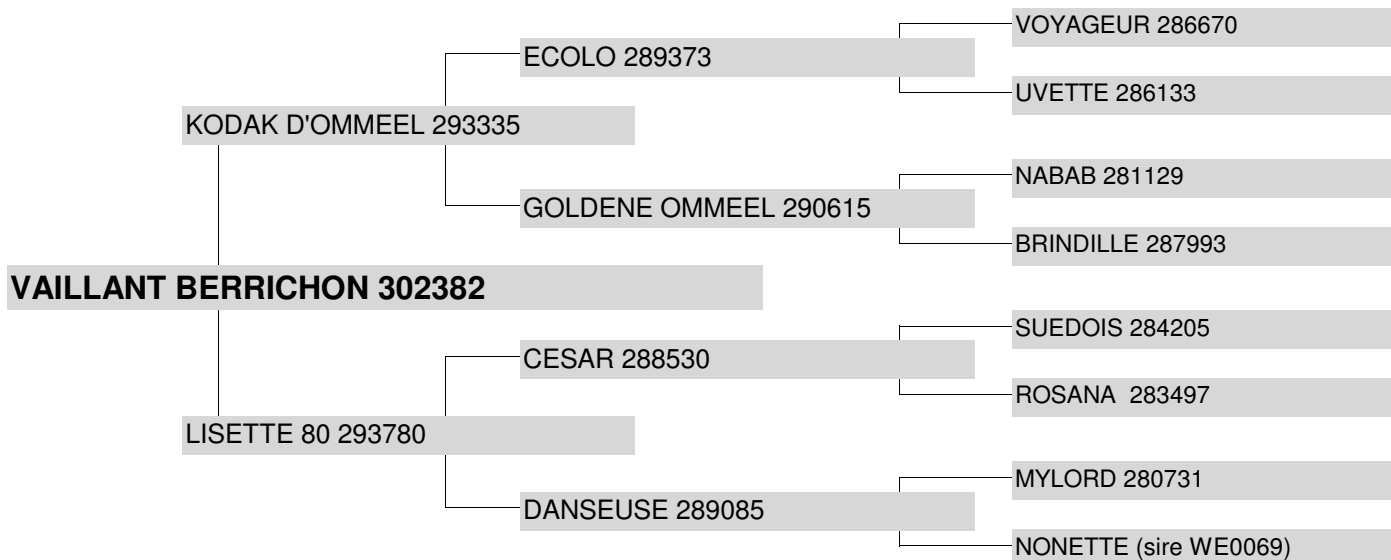 VOYAGEUR 286670
ECOLO 289373
UVETTE 286133
KODAK D'OMMEEL 293335
NABAB 281129
GOLDENE OMMEEL 290615
BRINDILLE 287993
VAILLANT BERRICHON 302382
SUEDOIS 284205
CESAR 288530
ROSANA 283497
LISETTE 80 293780
MYLORD 280731
DANSEUSE 289085
NONETTE (sire WE0069)